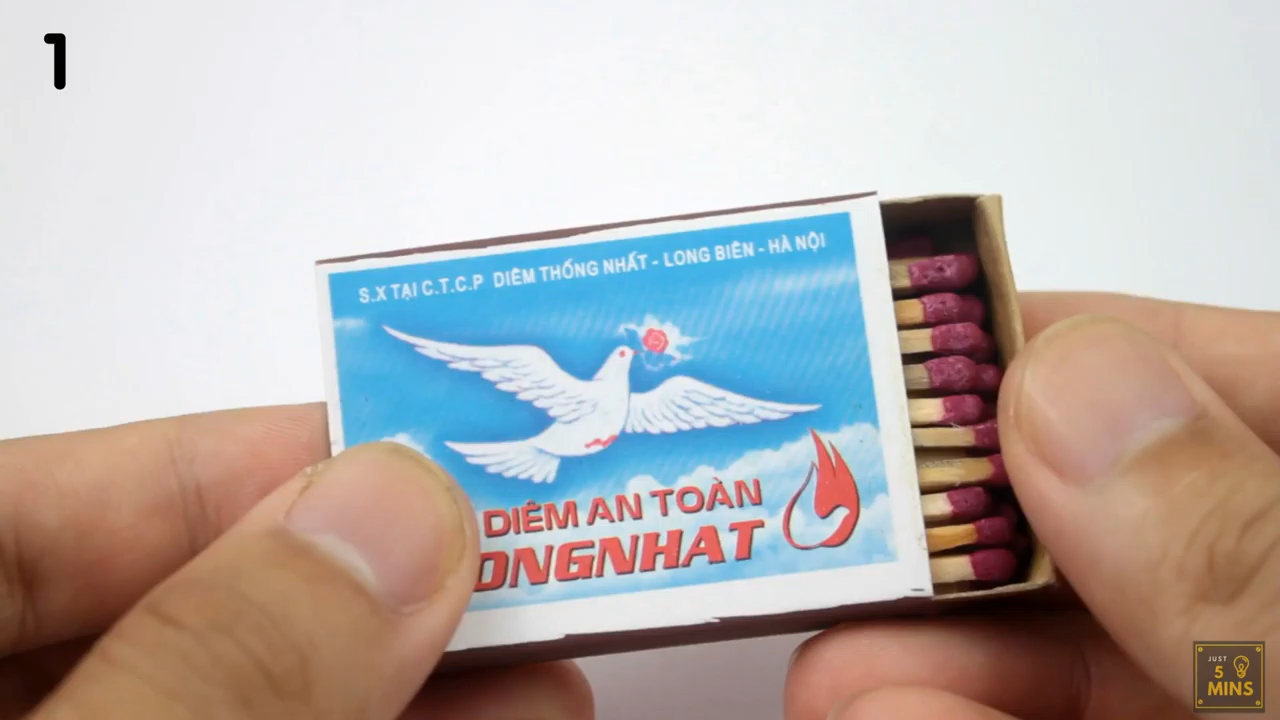 1
S.X TẠI C.T.C.P DIÊM THỐNG NHẤT - LONG BIÊN - HÀ NỘI
DIÊM AN TOÀN
ONGNHAT
JUST
5
MINS